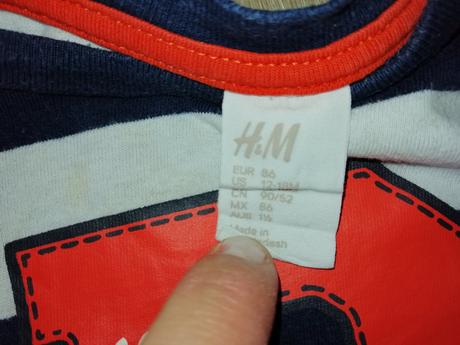 H&M
EUR 86
US 12-18M
CN 90/52
MX 86
AUS 1½
Made in